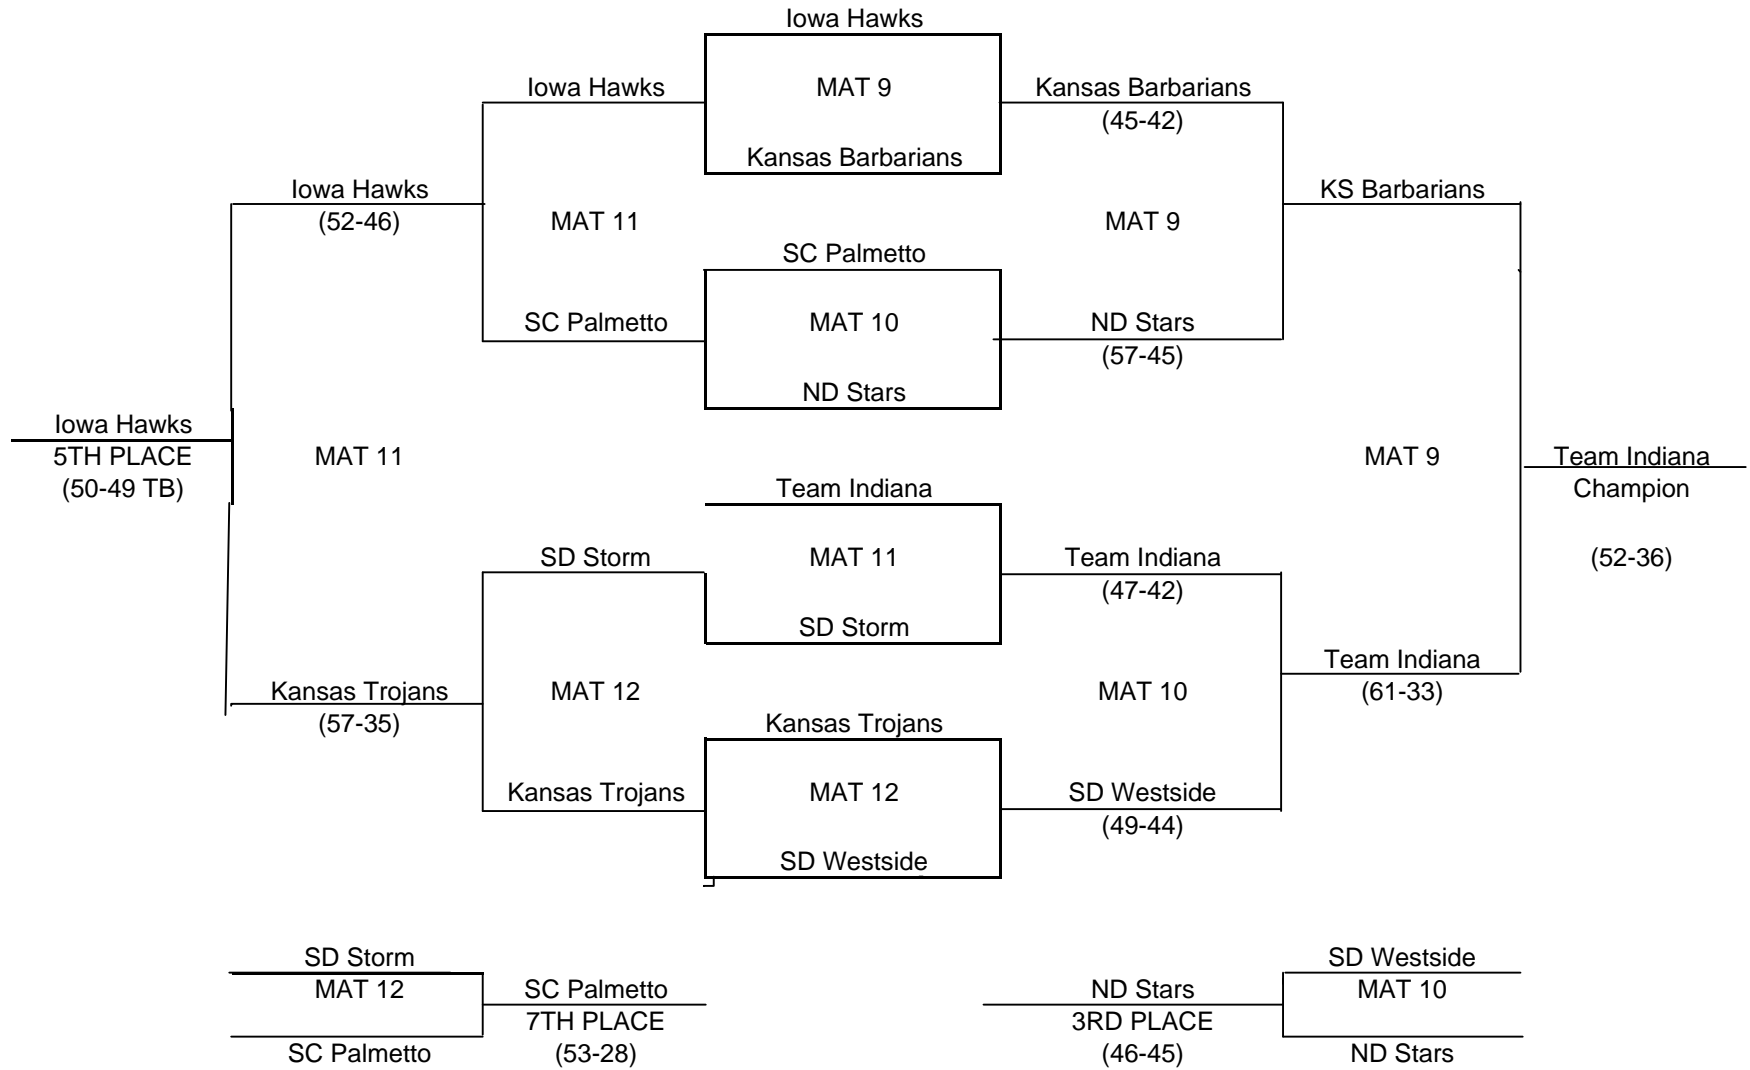 Iowa Hawks
Iowa Hawks MAT 9 Kansas Barbarians
(45-42)
Kansas Barbarians
Iowa Hawks KS Barbarians
(52-46) MAT 11 MAT 9
SC Palmetto
SC Palmetto MAT 10 ND Stars
(57-45)
ND Stars
Iowa Hawks
5TH PLACE MAT 11 MAT 9 Team Indiana
(50-49 TB) Team Indiana Champion
SD Storm MAT 11 Team Indiana (52-36)
(47-42)
SD Storm
Team Indiana
Kansas Trojans MAT 12 MAT 10 (61-33)
(57-35) Kansas Trojans
Kansas Trojans MAT 12 SD Westside
(49-44)
SD Westside
SD Storm SD Westside
MAT 12 SC Palmetto ND Stars MAT 10
7TH PLACE 3RD PLACE
SC Palmetto (53-28) (46-45) ND Stars